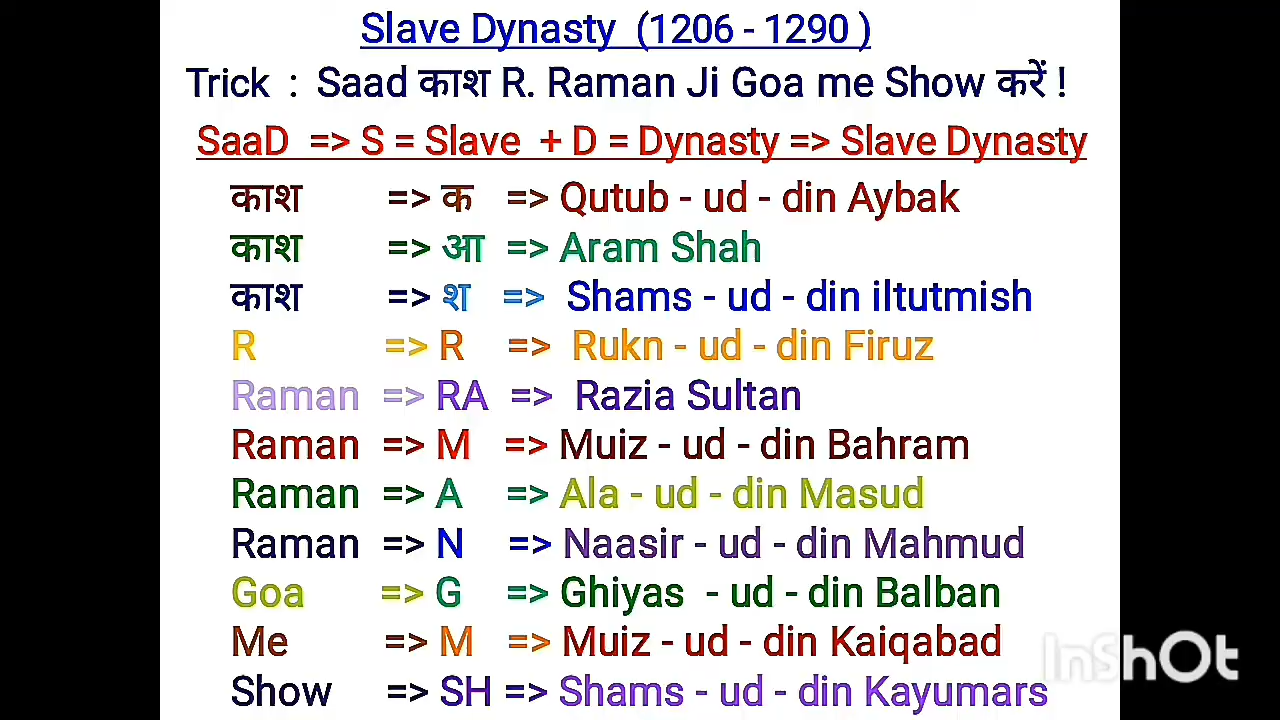 Slave Dynasty (1206 - 1290 )
Trick : Saad काश R. Raman Ji Goa me Show करें !
SaaD => S = Slave + D = Dynasty => Slave Dynasty
काश => क => Qutub - ud - din Aybak
काश => आ => Aram Shah
काश => श => Shams - ud - din iltutmish
R => R => Rukn - ud - din Firuz
Raman => RA => Razia Sultan
Raman => M => Muiz - ud - din Bahram
Raman => A => Ala - ud - din Masud
Raman => N => Naasir - ud - din Mahmud
Goa => G => Ghiyas - ud - din Balban
Me => M => Muiz - ud - din Kaiqabad
Show => SH => Shams - ud - din Kayumars
InShOt